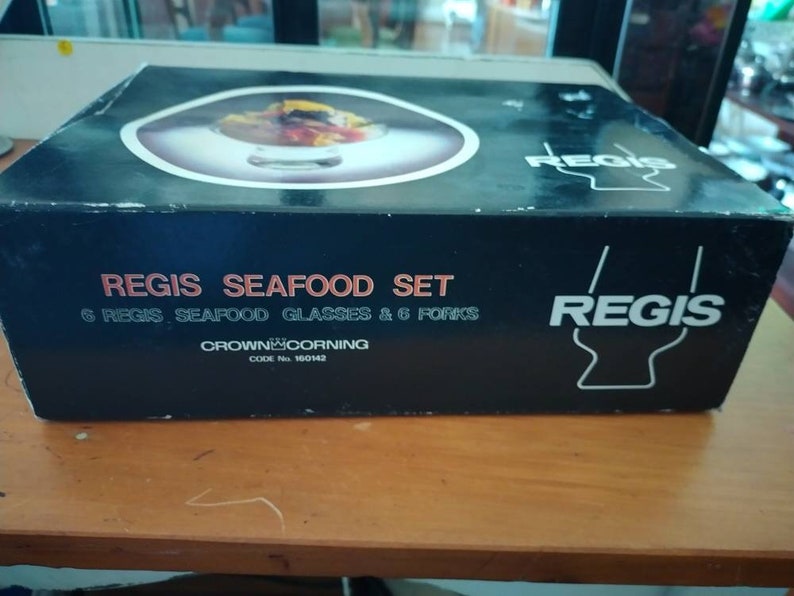 REGIS
REGIS SEAFOOD SET
6 REGIS SEAFOOD GLASSES & 6 FORKS
CROWN CORNING
CODE No. 160142
REGIS